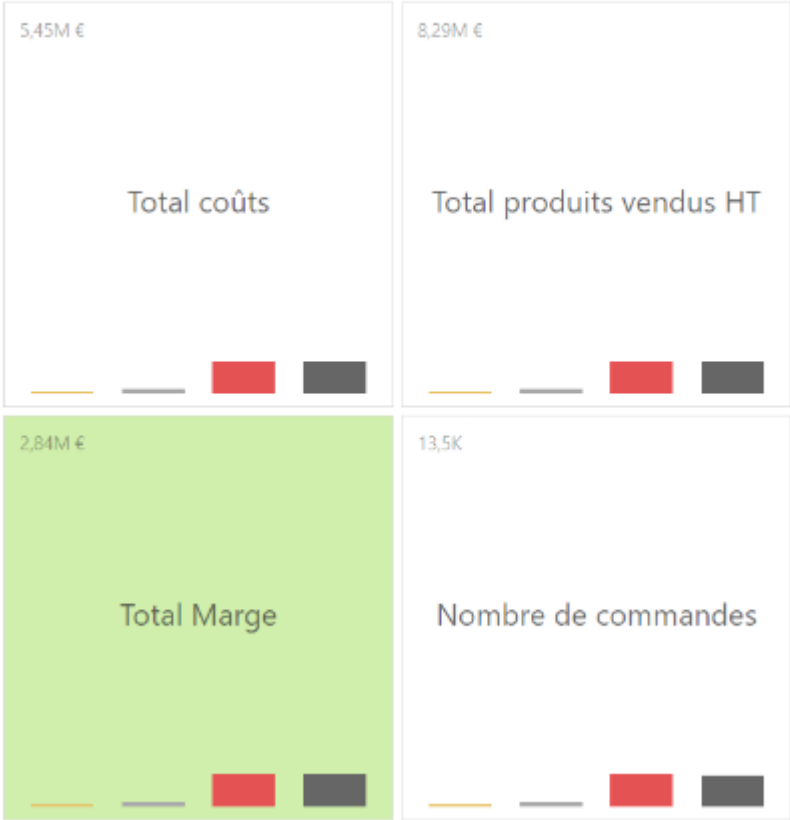 5,45M €
Total coûts
8,29M €
Total produits vendus HT
2,84M €
Total Marge
13,5K
Nombre de commandes